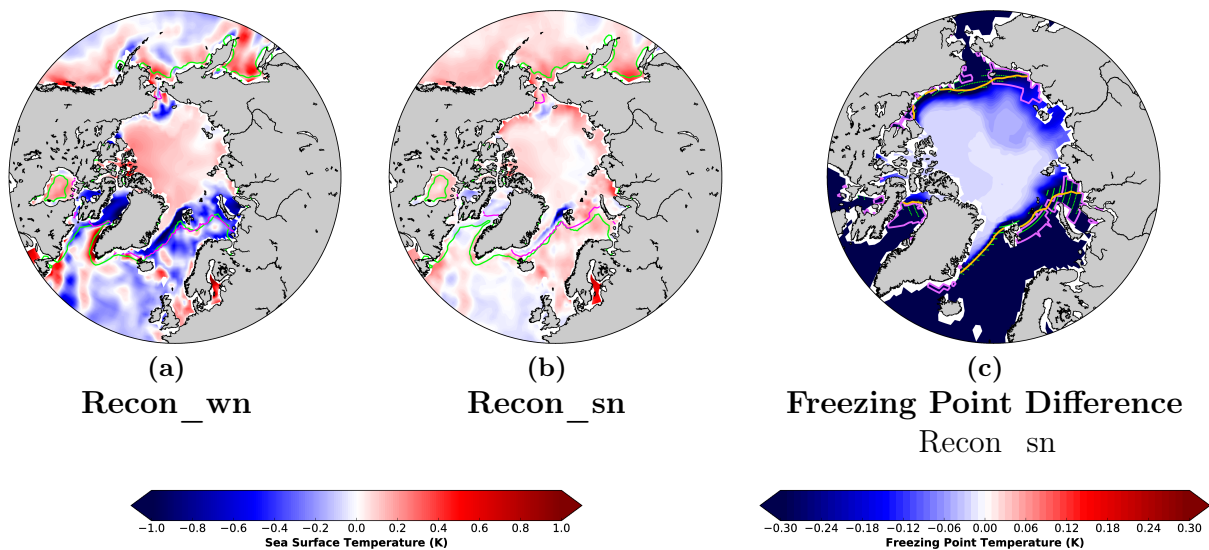 (a) (b) (c)
Recon_wn Recon_sn Freezing Point Difference
Recon sn
−1.0 −0.8 −0.6 −0.4 −0.2 0.0 0.2 0.4 0.6 0.8 1.0
Sea Surface Temperature (K)
−0.30 −0.24 −0.18 −0.12 −0.06 0.00 0.06 0.12 0.18 0.24 0.30
Freezing Point Temperature (K)